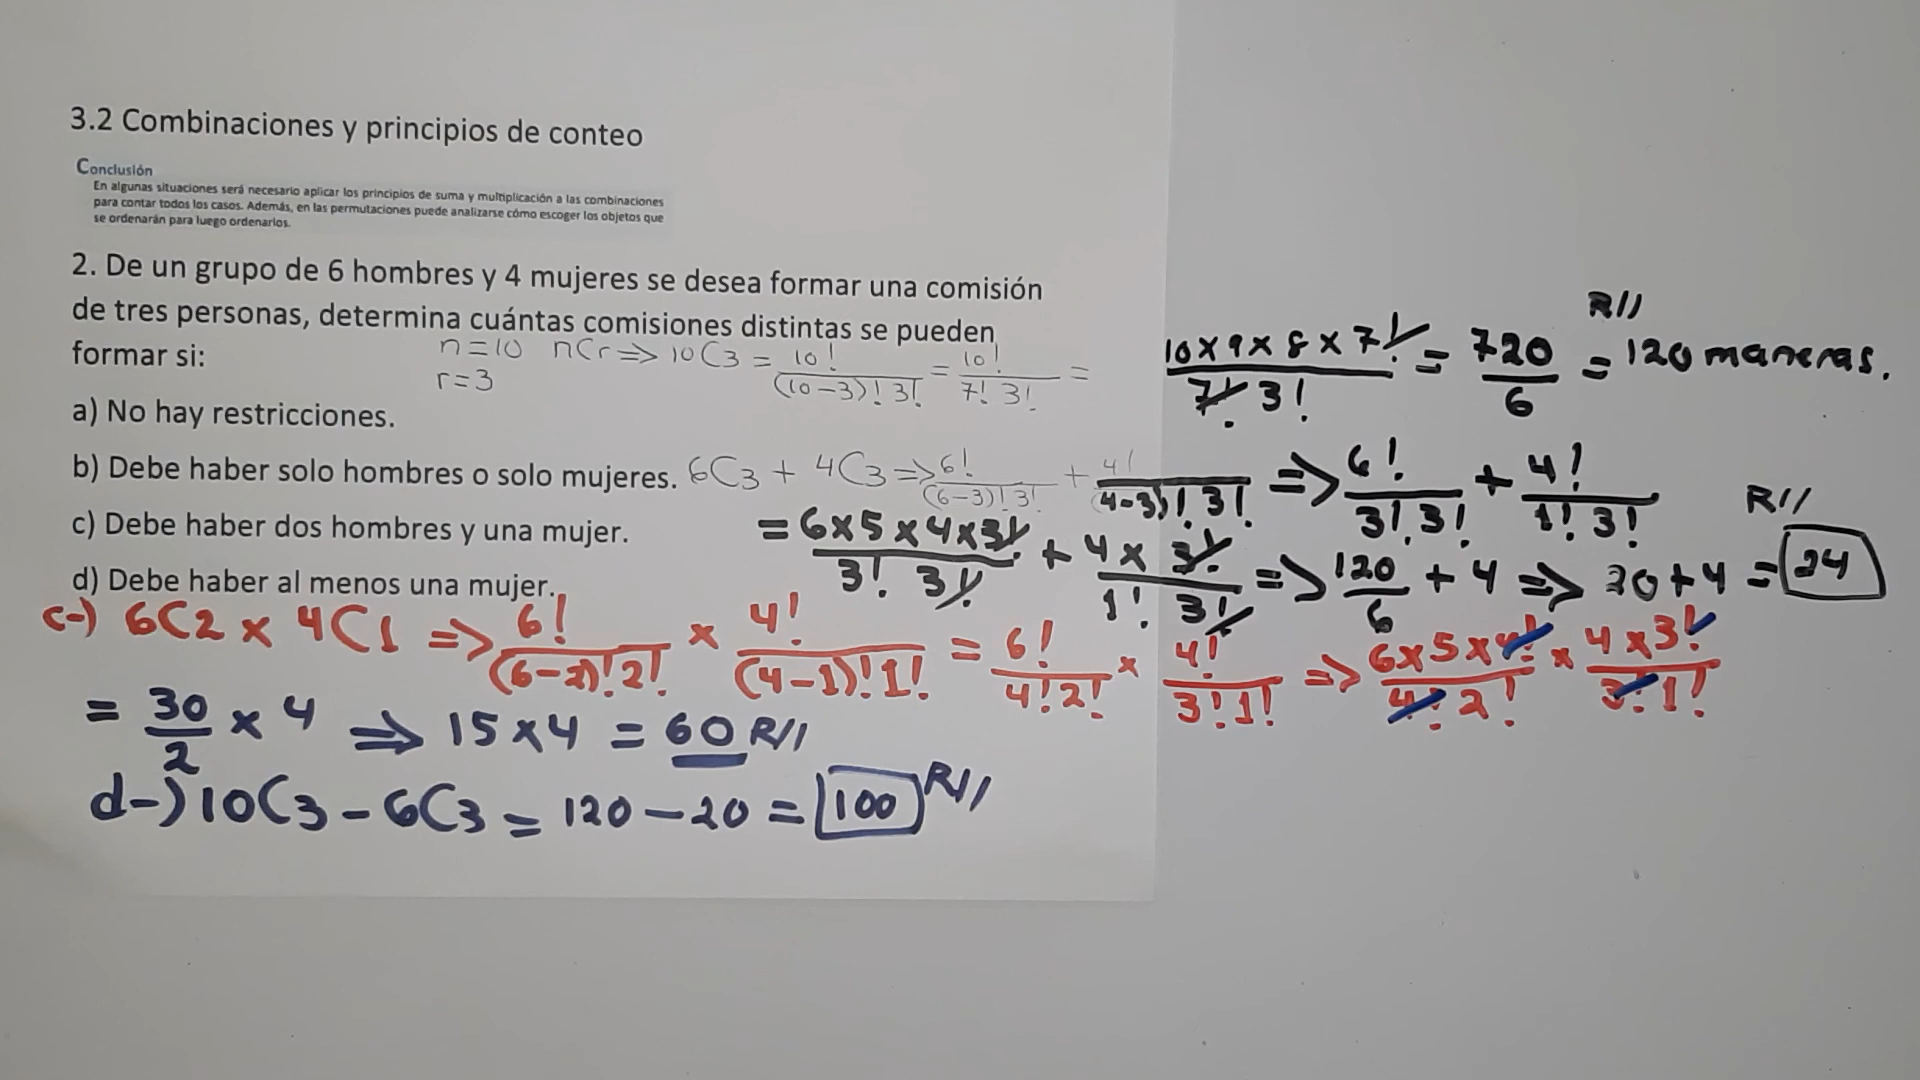 3.2 Combinaciones y principios de conteo
Conclusión
En algunas situaciones será necesario aplicar los principios de suma y multiplicación a las combinaciones
para contar todos los casos. Además, en las permutaciones puede analizarse cómo escoger los objetos que
se ordenarán para luego ordenarlos.
2. De un grupo de 6 hombres y 4 mujeres se desea formar una comisión
de tres personas, determina cuántas comisiones distintas se pueden
formar si:
n=10 nCr => 10C3 = 10!/(10-3)! 3! = 10!/7! 3! = 10x9x8x7!/7! 3! = 720/6 = 120 maneras. R//
r=3
a) No hay restricciones.
b) Debe haber solo hombres o solo mujeres. 6C3 + 4C3 => 6!/(6-3)! 3! + 4!/(4-3)! 3! => 6!/3! 3! + 4!/1! 3!
= 6x5x4x3!/3! 3! + 4x3!/1! 3! => 120/6 + 4 => 20+4 = 24 R//
c) Debe haber dos hombres y una mujer.
d) Debe haber al menos una mujer.
c-) 6C2 x 4C1 => 6!/(6-2)! 2! x 4!/(4-1)! 1! = 6!/4! 2! x 4!/3! 1! => 6x5x4!/4! 2! x 4x3!/3! 1!
= 30/2 x 4 => 15x4 = 60 R//
d-) 10C3 - 6C3 = 120 - 20 = 100 R//